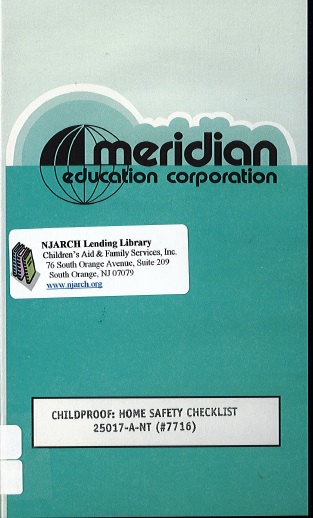 meridian
education corporation
NJARCH Lending Library
Children's Aid & Family Services, Inc.
76 South Orange Avenue, Suite 209
South Orange, NJ 07079
www.njarch.org
CHILDPROOF: HOME SAFETY CHECKLIST
25017-A-NT (#7716)